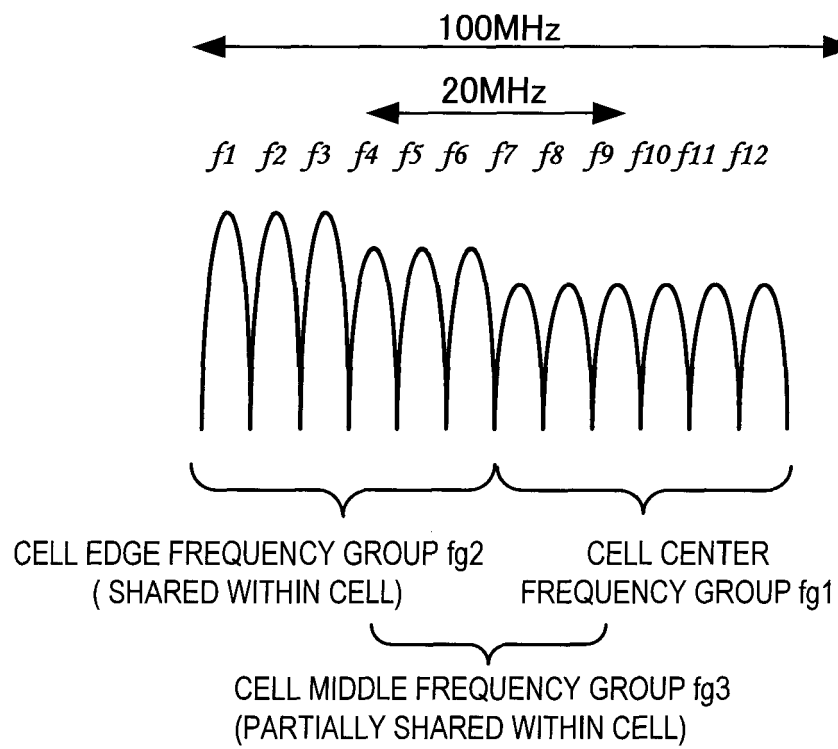 100MHz
20MHz
f1 f2 f3 f4 f5 f6 f7 f8 f9 f10 f11 f12
CELL EDGE FREQUENCY GROUP fg2
( SHARED WITHIN CELL)
CELL CENTER
FREQUENCY GROUP fg1
CELL MIDDLE FREQUENCY GROUP fg3
(PARTIALLY SHARED WITHIN CELL)